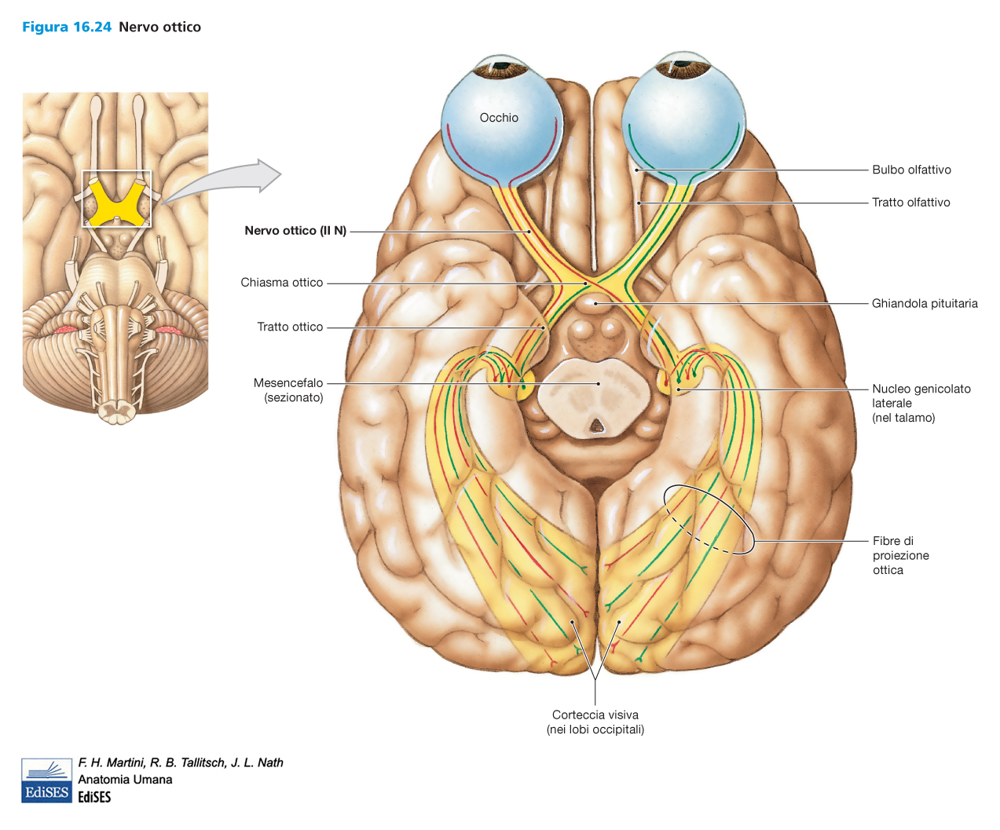 Figura 16.24 Nervo ottico
Occhio
Bulbo olfattivo
Tratto olfattivo
Nervo ottico (II N)
Chiasma ottico
Ghiandola pituitaria
Tratto ottico
Mesencefalo
(sezionato)
Nucleo genicolato
laterale
(nel talamo)
Fibre di
proiezione
ottica
Corteccia visiva
(nei lobi occipitali)
F. H. Martini, R. B. Tallitsch, J. L. Nath
Anatomia Umana
EdiSES
EdiSES